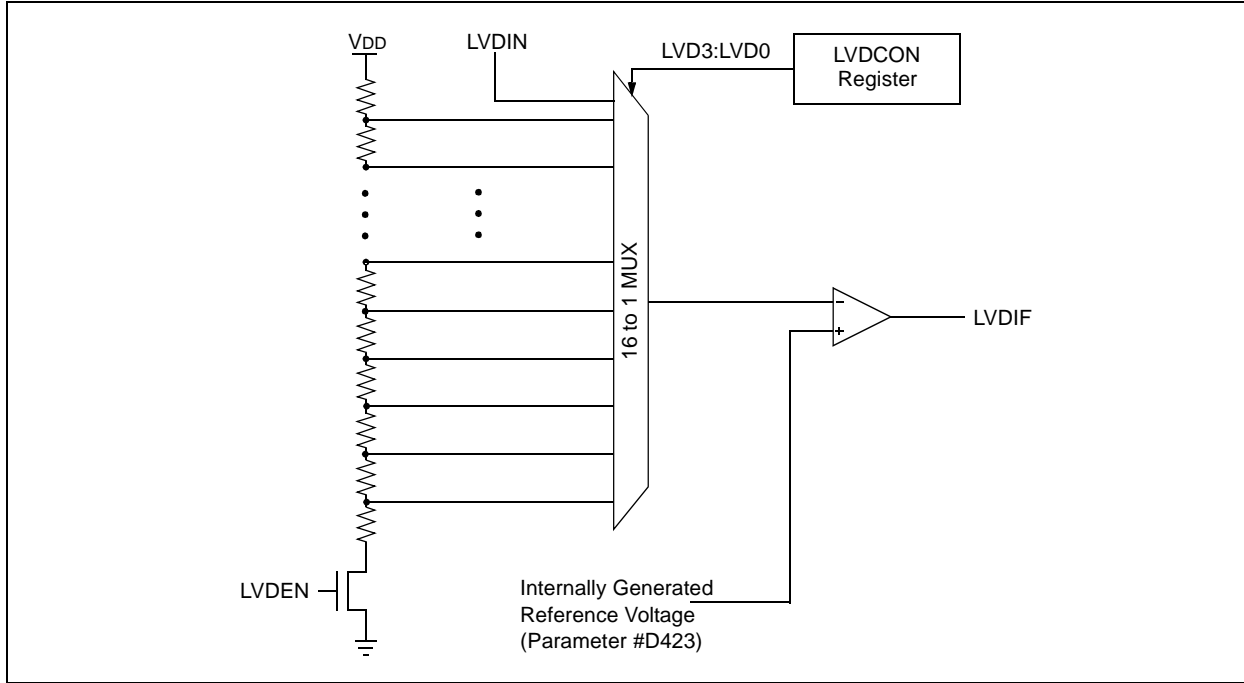 VDD
LVDIN
LVD3:LVD0
LVDCON
Register
16 to 1 MUX
–
+
LVDIF
LVDEN
Internally Generated
Reference Voltage
(Parameter #D423)